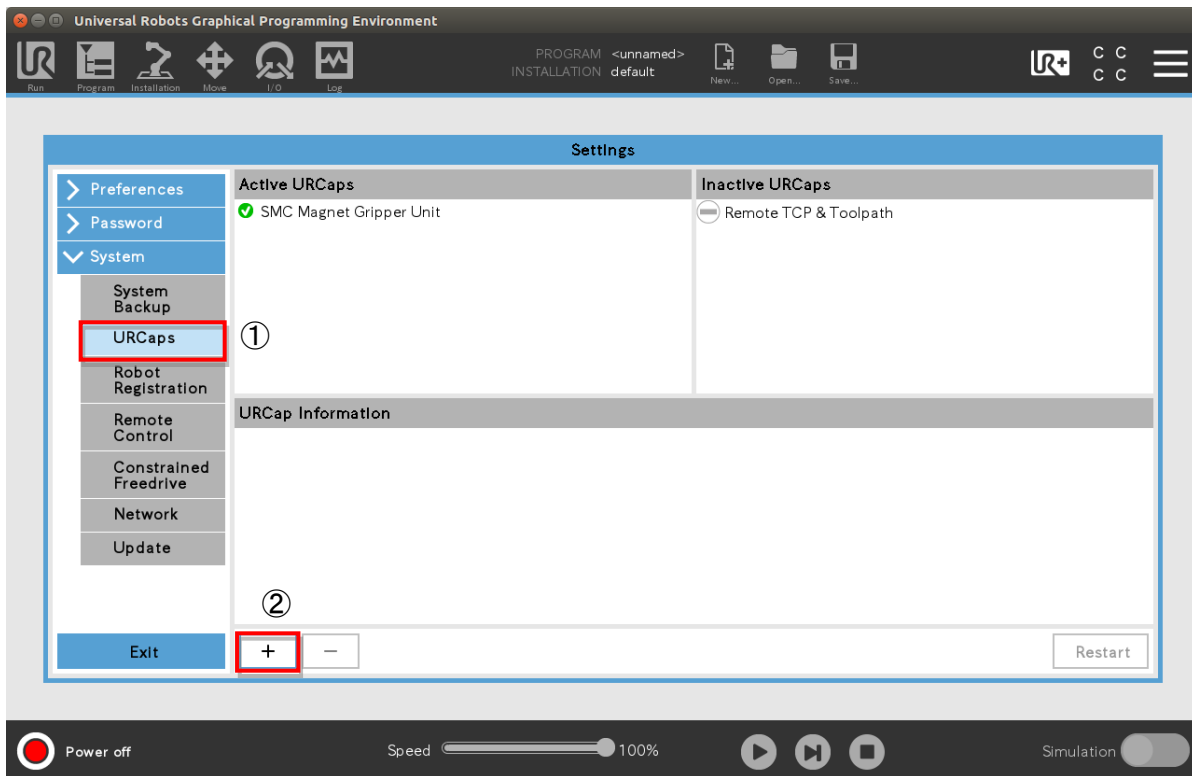 Universal Robots Graphical Programming Environment
PROGRAM <unnamed>
INSTALLATION default
UR+
C C
C C
Run Program Installation Move I/O Log New... Open... Save...
Settings
Preferences
Password
System
System
Backup
URCaps
Robot
Registration
Remote
Control
Constrained
Freedrive
Network
Update
Exit
Active URCaps
SMC Magnet Gripper Unit
Inactive URCaps
Remote TCP & Toolpath
①
URCap Information
②
+ −
Restart
Power off
Speed 100%
Simulation